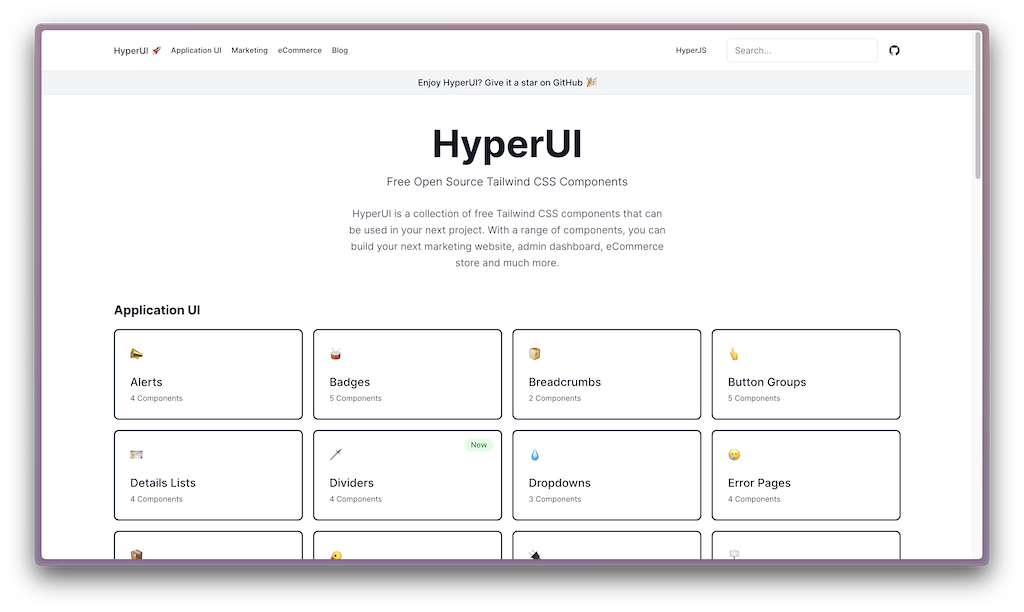 HyperUI 🚀 Application UI Marketing eCommerce Blog HyperJS Search...
Enjoy HyperUI? Give it a star on GitHub 🎉
HyperUI
Free Open Source Tailwind CSS Components
HyperUI is a collection of free Tailwind CSS components that can
be used in your next project. With a range of components, you can
build your next marketing website, admin dashboard, eCommerce
store and much more.
Application UI
Alerts
4 Components
Badges
5 Components
Breadcrumbs
2 Components
Button Groups
5 Components
Details Lists
4 Components
New
Dividers
4 Components
Dropdowns
3 Components
Error Pages
4 Components